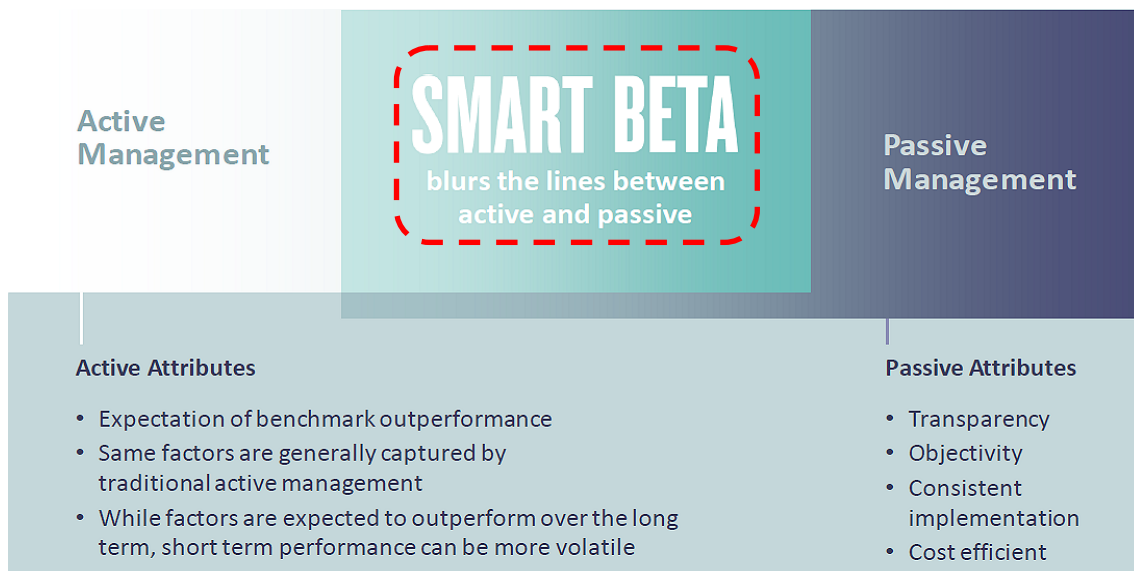 Active
Management
SMART BETA
blurs the lines between
active and passive
Passive
Management
Active Attributes
• Expectation of benchmark outperformance
• Same factors are generally captured by
traditional active management
• While factors are expected to outperform over the long
term, short term performance can be more volatile
Passive Attributes
• Transparency
• Objectivity
• Consistent
implementation
• Cost efficient